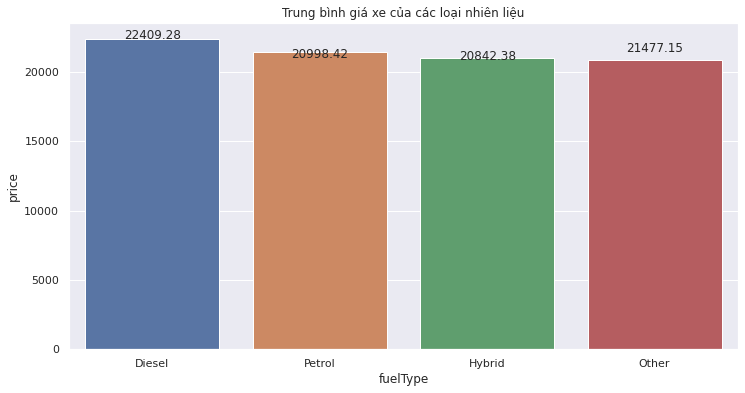 Trung bình giá xe của các loại nhiên liệu
22409.28
20998.42
20842.38
21477.15
20000
15000
10000
5000
0
price
Diesel
Petrol
Hybrid
Other
fuelType